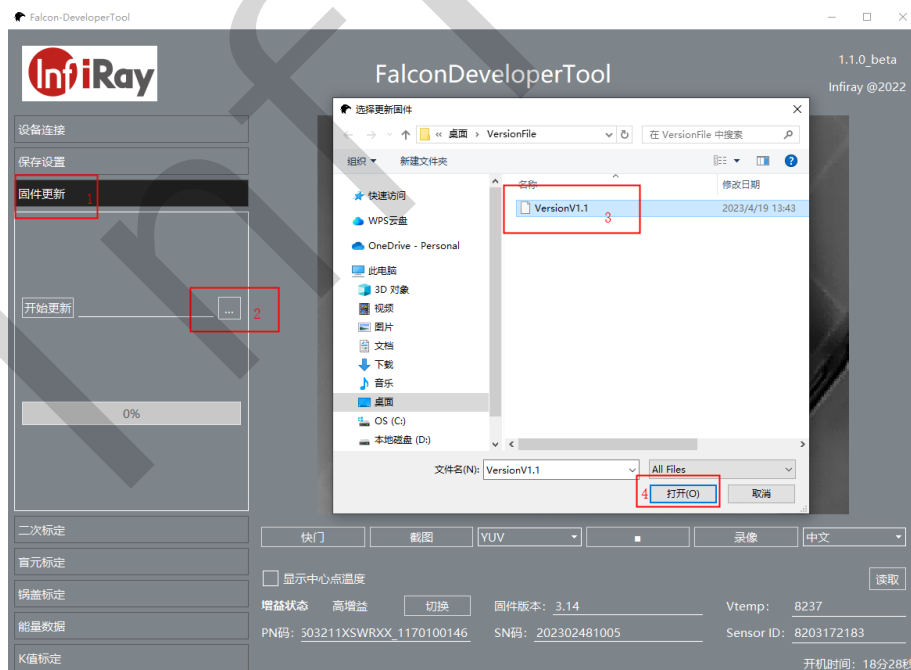 Falcon-DeveloperTool
InfiRay
FalconDeveloperTool
1.1.0_beta
Infiray @2022
设备连接
保存设置
固件更新
1
开始更新
...
2
0%
二次标定
盲元标定
锅盖标定
能量数据
K值标定
选择更新固件
« 桌面 › VersionFile
在 VersionFile 中搜索
组织
新建文件夹
快速访问
WPS云盘
OneDrive - Personal
此电脑
3D 对象
视频
图片
文档
下载
音乐
桌面
OS (C:)
本地磁盘 (D:)
名称
修改日期
VersionV1.1
2023/4/19 13:43
3
文件名(N):
VersionV1.1
All Files
4
打开(O)
取消
快门
截图
YUV
录像
中文
显示中心点温度
读取
增益状态
高增益
切换
固件版本: 3.14
Vtemp: 8237
PN码: 503211XSWRXX_1170100146
SN码: 202302481005
Sensor ID: 8203172183
开机时间: 18分28秒
Infi